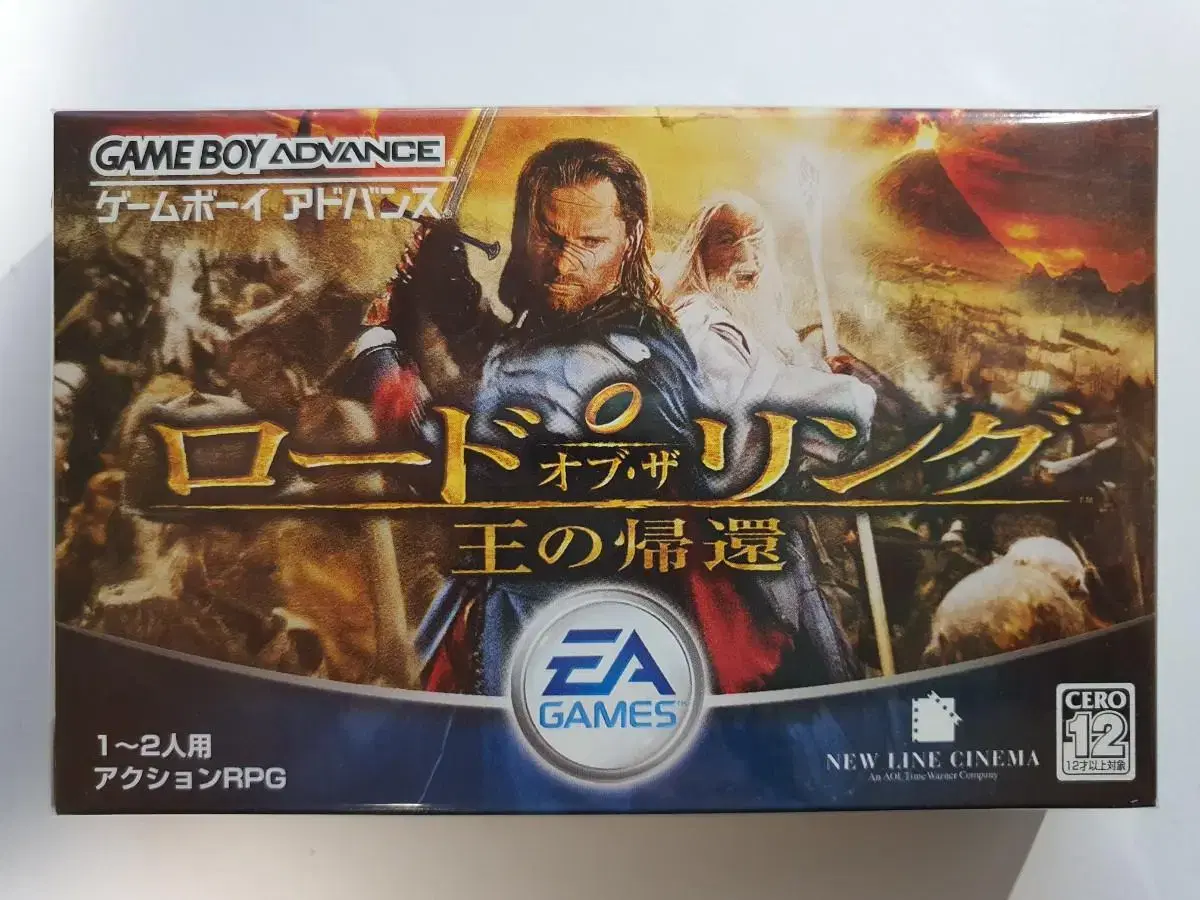 GAME BOY ADVANCE
ゲームボーイ アドバンス
ロード オブ・ザ リング
TM
王の帰還
EA
GAMES
TM
1〜2人用
アクションRPG
NEW LINE CINEMA
An AOL Time Warner Company
CERO
12
12才以上対象